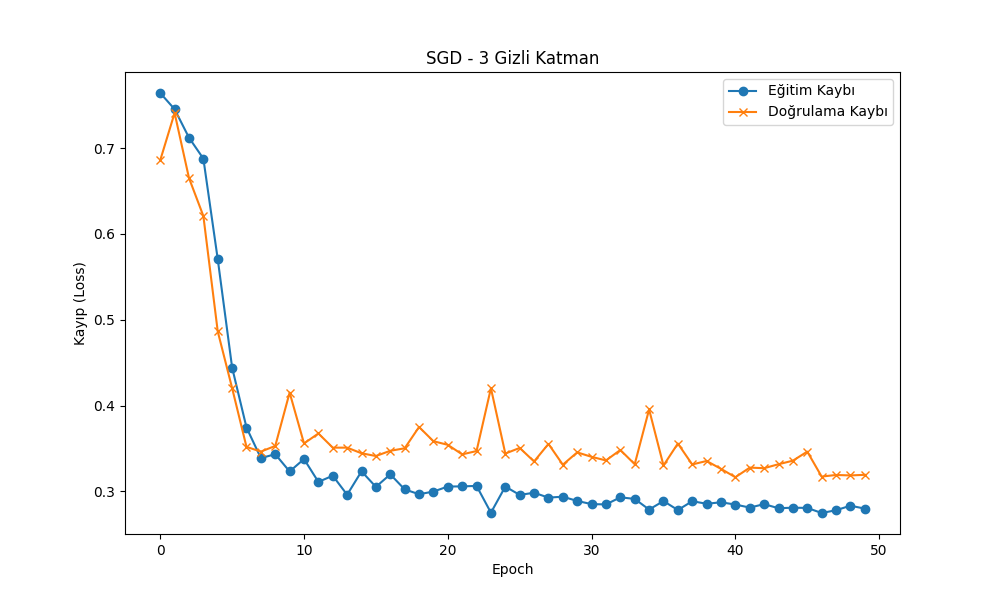 SGD - 3 Gizli Katman
Eğitim Kaybı
Doğrulama Kaybı
Kayıp (Loss)
0.7
0.6
0.5
0.4
0.3
0
10
20
30
40
50
Epoch